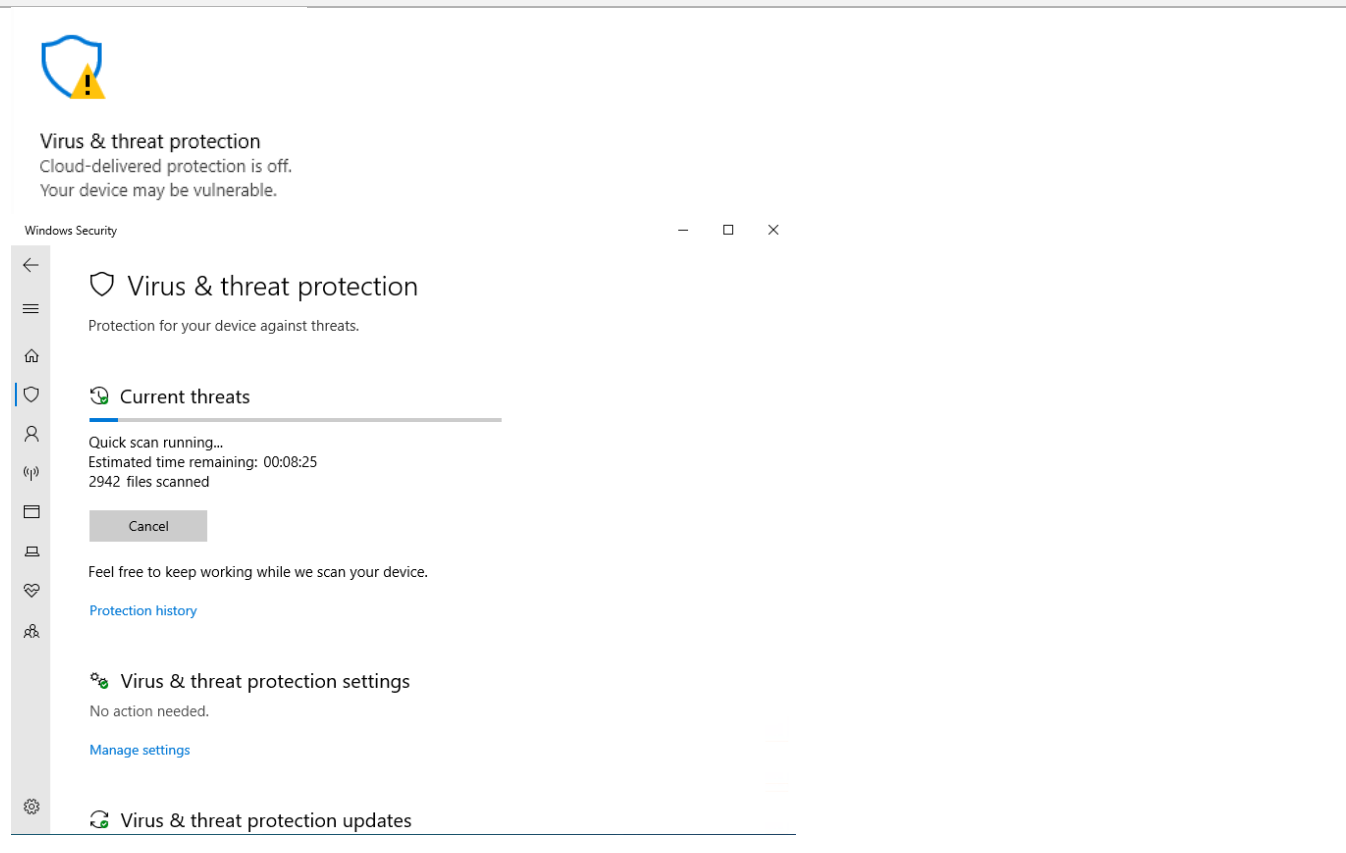 Virus & threat protection
Cloud-delivered protection is off.
Your device may be vulnerable.
Windows Security
Virus & threat protection
Protection for your device against threats.
Current threats
Quick scan running...
Estimated time remaining: 00:08:25
2942 files scanned
Cancel
Feel free to keep working while we scan your device.
Protection history
Virus & threat protection settings
No action needed.
Manage settings
Virus & threat protection updates